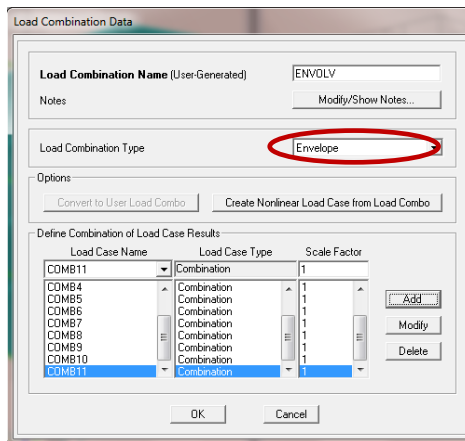 Load Combination Data
Load Combination Name (User-Generated) ENVOLV
Notes Modify/Show Notes...
Load Combination Type Envelope
Options
Convert to User Load Combo Create Nonlinear Load Case from Load Combo
Define Combination of Load Case Results
Load Case Name Load Case Type Scale Factor
COMB11 Combination 1
COMB4 Combination 1
COMB5 Combination 1
COMB6 Combination 1
COMB7 Combination 1
COMB8 Combination 1
COMB9 Combination 1
COMB10 Combination 1
COMB11 Combination 1
Add
Modify
Delete
OK Cancel